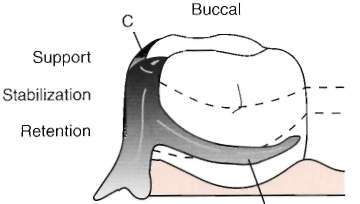 Buccal
C
Support
Stabilization
Retention